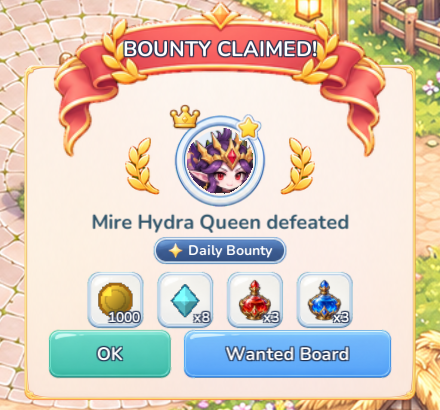 BOUNTY CLAIMED!
Mire Hydra Queen defeated
Daily Bounty
1000 x8 x3 x3
OK Wanted Board